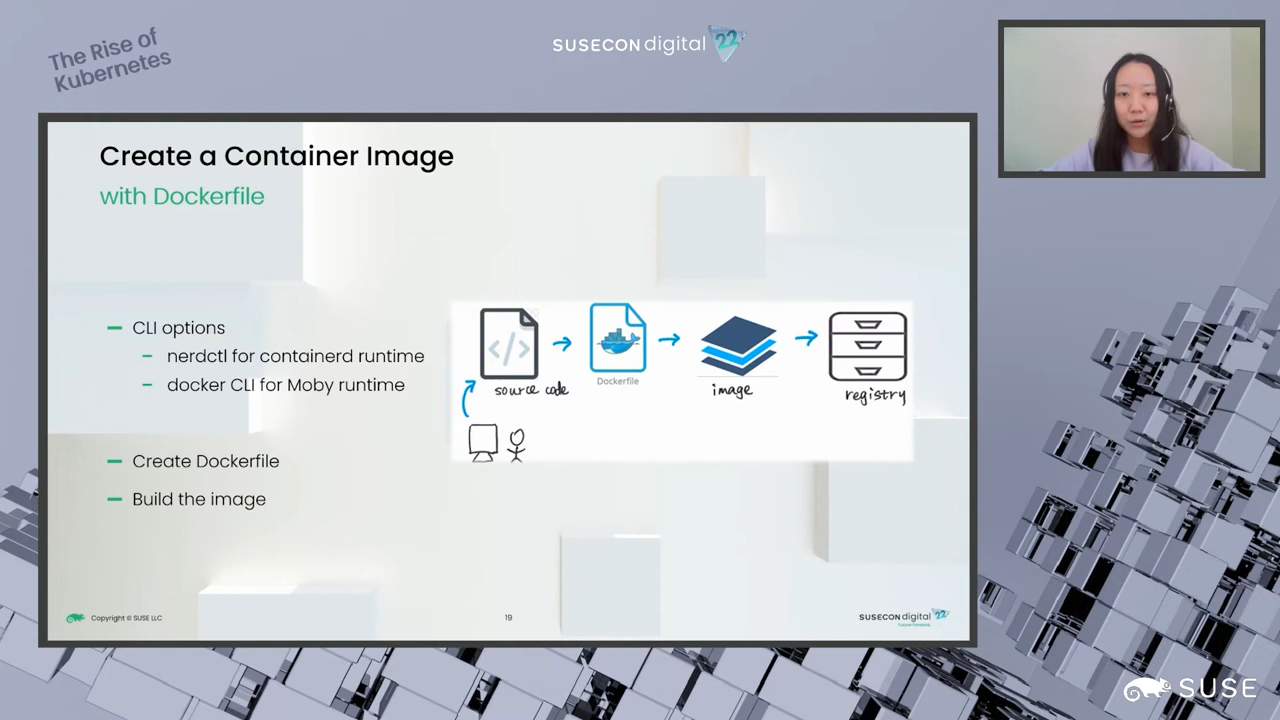 The Rise of
Kubernetes
SUSECON digital 22
Create a Container Image
with Dockerfile
CLI options
nerdctl for containerd runtime
docker CLI for Moby runtime
Create Dockerfile
Build the image
</>
source code
Dockerfile
image
registry
Copyright © SUSE LLC
19
SUSECON digital 22
Future Forward.
SUSE